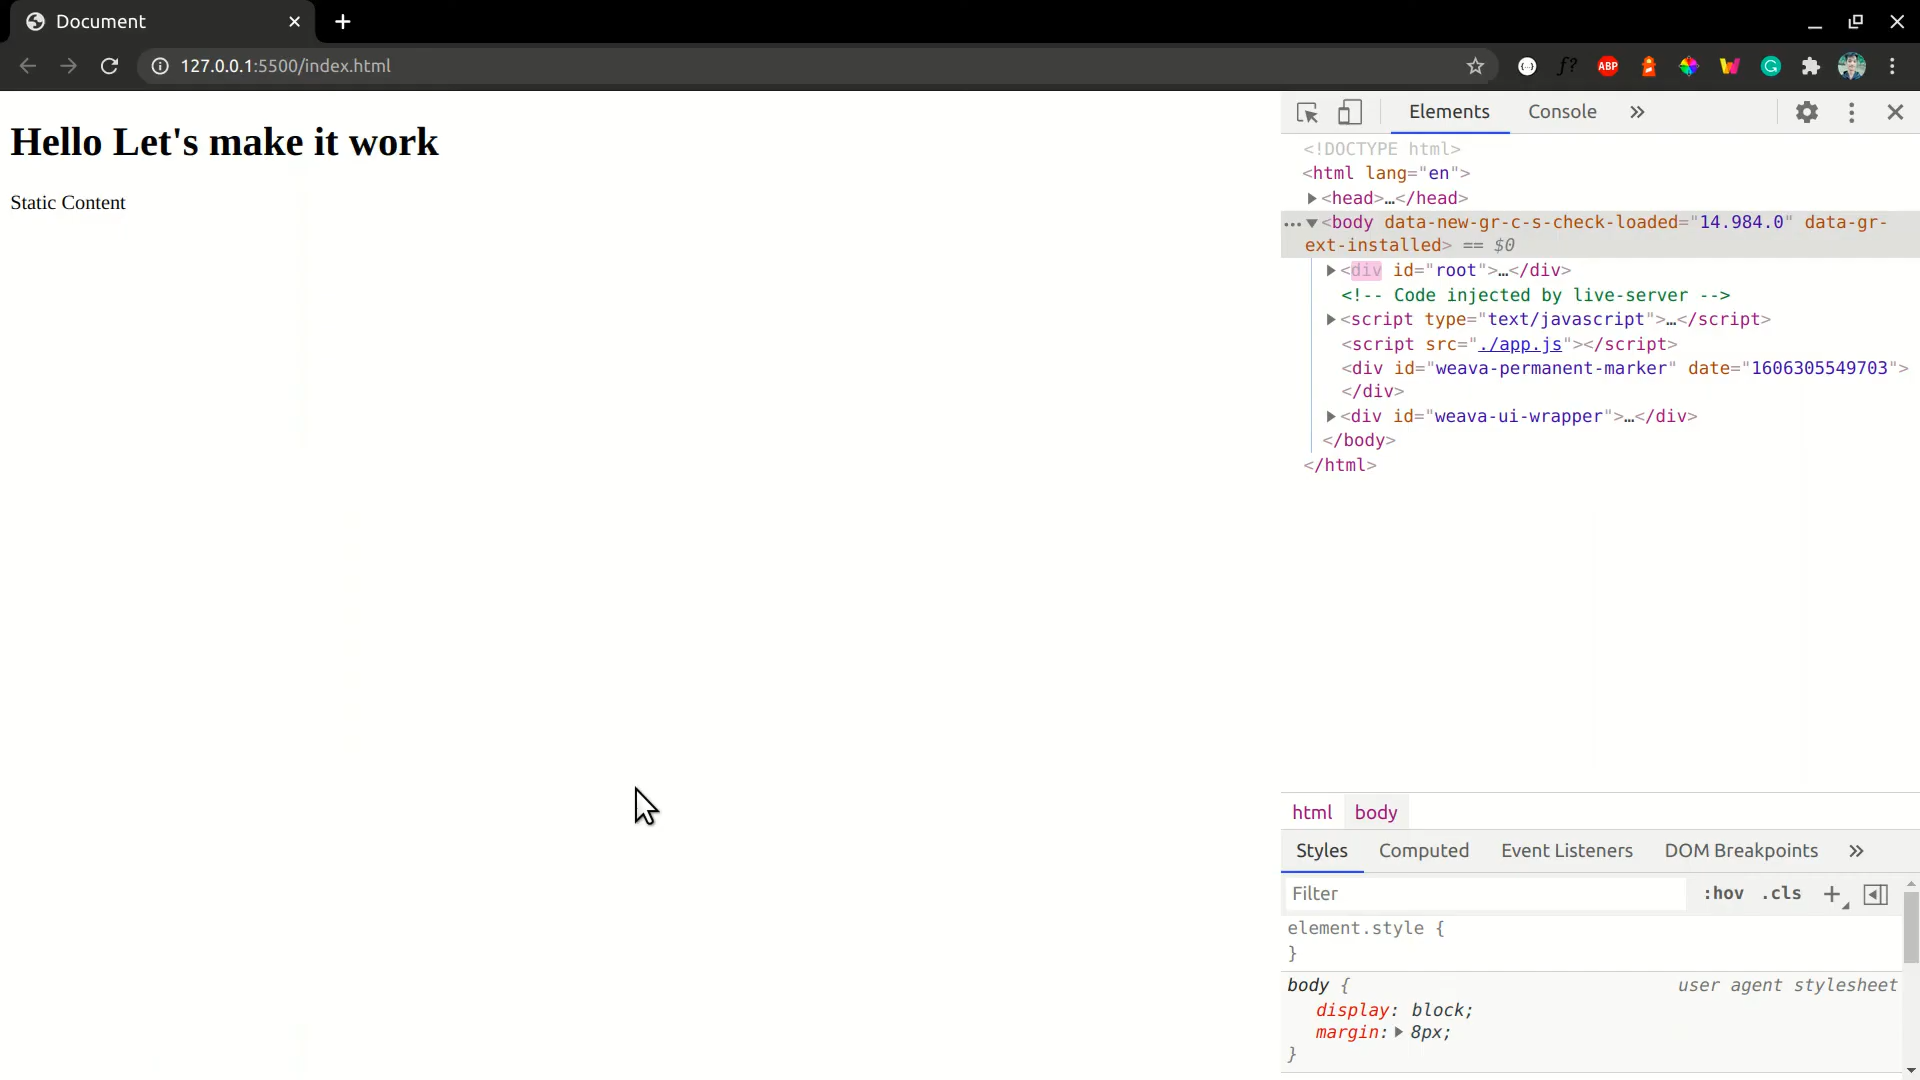 Document
127.0.0.1:5500/index.html
f?
ABP
Hello Let's make it work
Static Content
Elements
Console
<!DOCTYPE html>
<html lang="en">
<head>…</head>
<body data-new-gr-c-s-check-loaded="14.984.0" data-gr-
ext-installed> == $0
<div id="root">…</div>
<!-- Code injected by live-server -->
<script type="text/javascript">…</script>
<script src="./app.js"></script>
<div id="weava-permanent-marker" date="1606305549703">
</div>
<div id="weava-ui-wrapper">…</div>
</body>
</html>
html body
Styles Computed Event Listeners DOM Breakpoints
Filter :hov .cls
element.style {
}
body { user agent stylesheet
display: block;
margin: 8px;
}